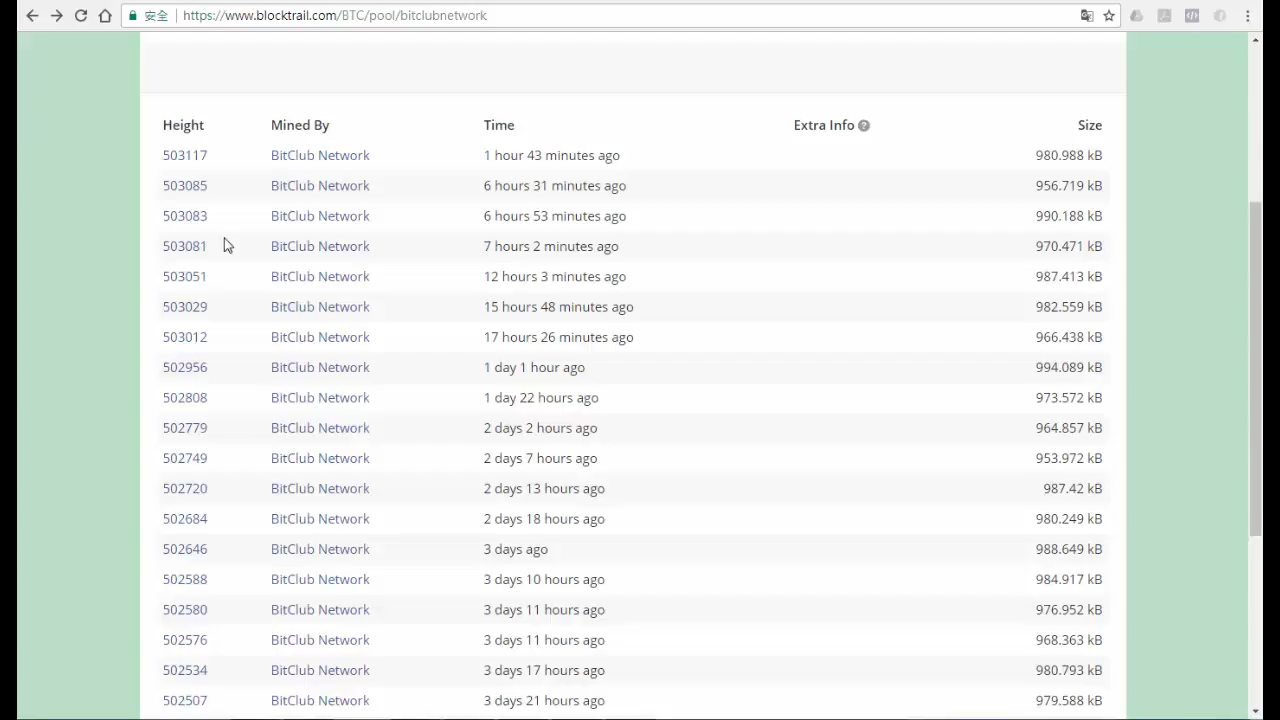 安全 https://www.blocktrail.com/BTC/pool/bitclubnetwork
Height Mined By Time Extra Info ? Size
503117 BitClub Network 1 hour 43 minutes ago 980.988 kB
503085 BitClub Network 6 hours 31 minutes ago 956.719 kB
503083 BitClub Network 6 hours 53 minutes ago 990.188 kB
503081 BitClub Network 7 hours 2 minutes ago 970.471 kB
503051 BitClub Network 12 hours 3 minutes ago 987.413 kB
503029 BitClub Network 15 hours 48 minutes ago 982.559 kB
503012 BitClub Network 17 hours 26 minutes ago 966.438 kB
502956 BitClub Network 1 day 1 hour ago 994.089 kB
502808 BitClub Network 1 day 22 hours ago 973.572 kB
502779 BitClub Network 2 days 2 hours ago 964.857 kB
502749 BitClub Network 2 days 7 hours ago 953.972 kB
502720 BitClub Network 2 days 13 hours ago 987.42 kB
502684 BitClub Network 2 days 18 hours ago 980.249 kB
502646 BitClub Network 3 days ago 988.649 kB
502588 BitClub Network 3 days 10 hours ago 984.917 kB
502580 BitClub Network 3 days 11 hours ago 976.952 kB
502576 BitClub Network 3 days 11 hours ago 968.363 kB
502534 BitClub Network 3 days 17 hours ago 980.793 kB
502507 BitClub Network 3 days 21 hours ago 979.588 kB